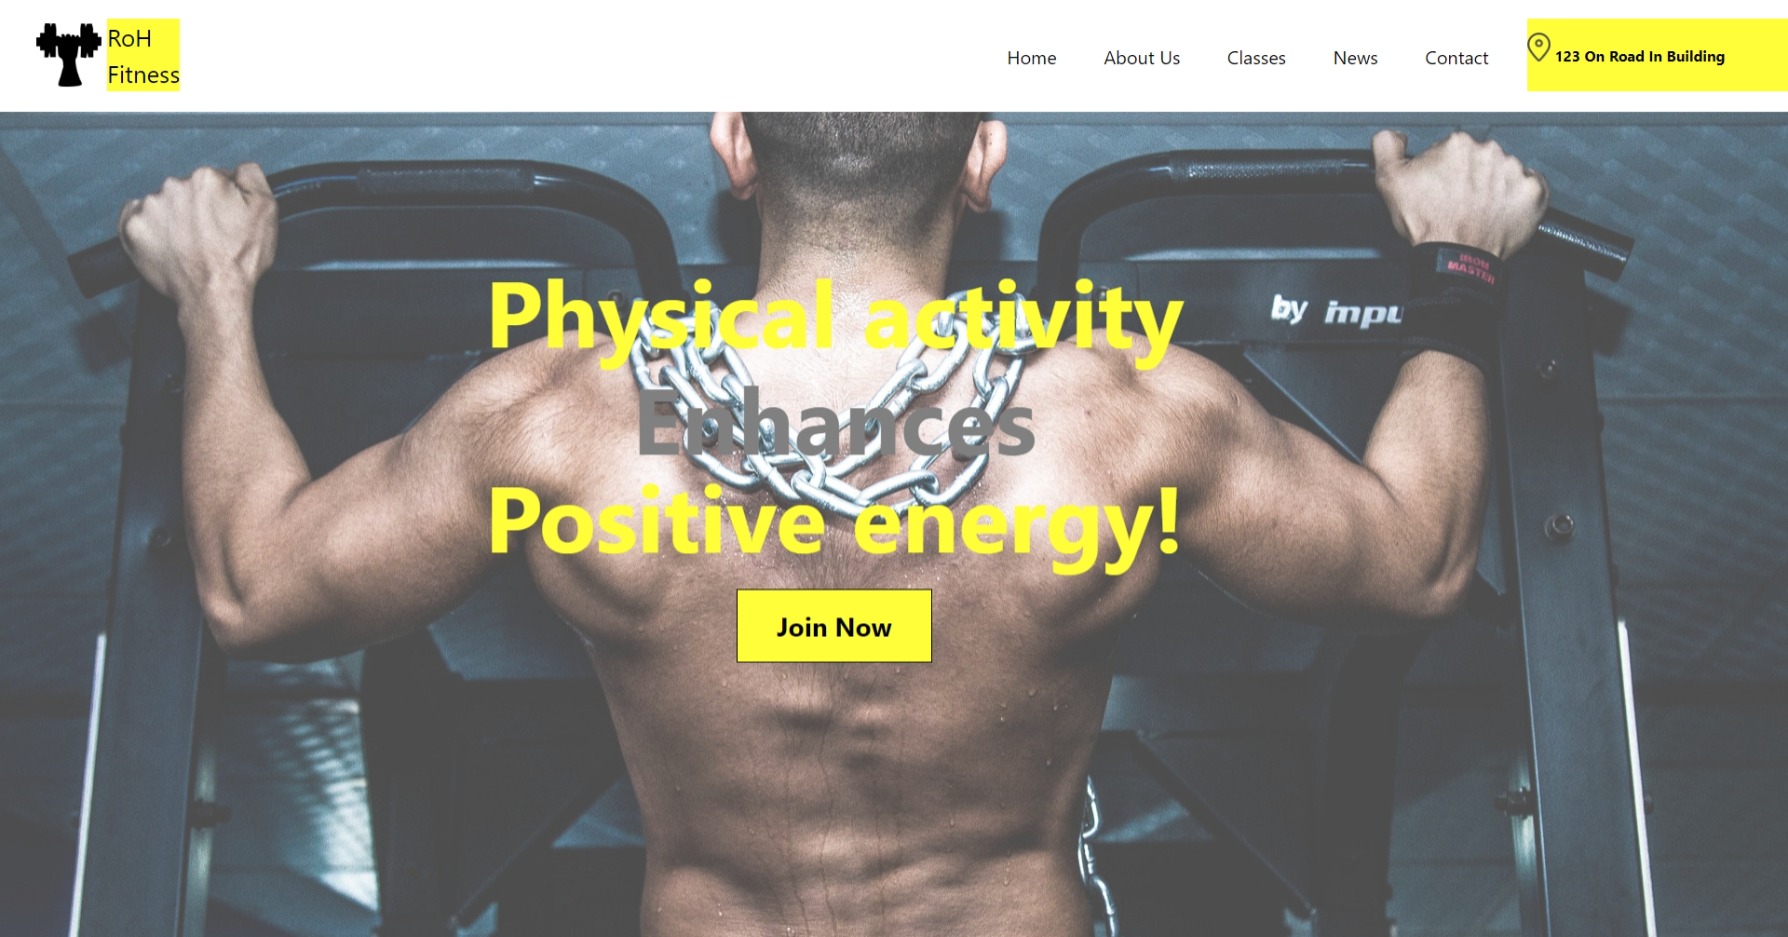 RoH
Fitness
Home About Us Classes News Contact
123 On Road In Building
by impu
IRON
MASTER
Physical activity
Enhances
Positive energy!
Join Now